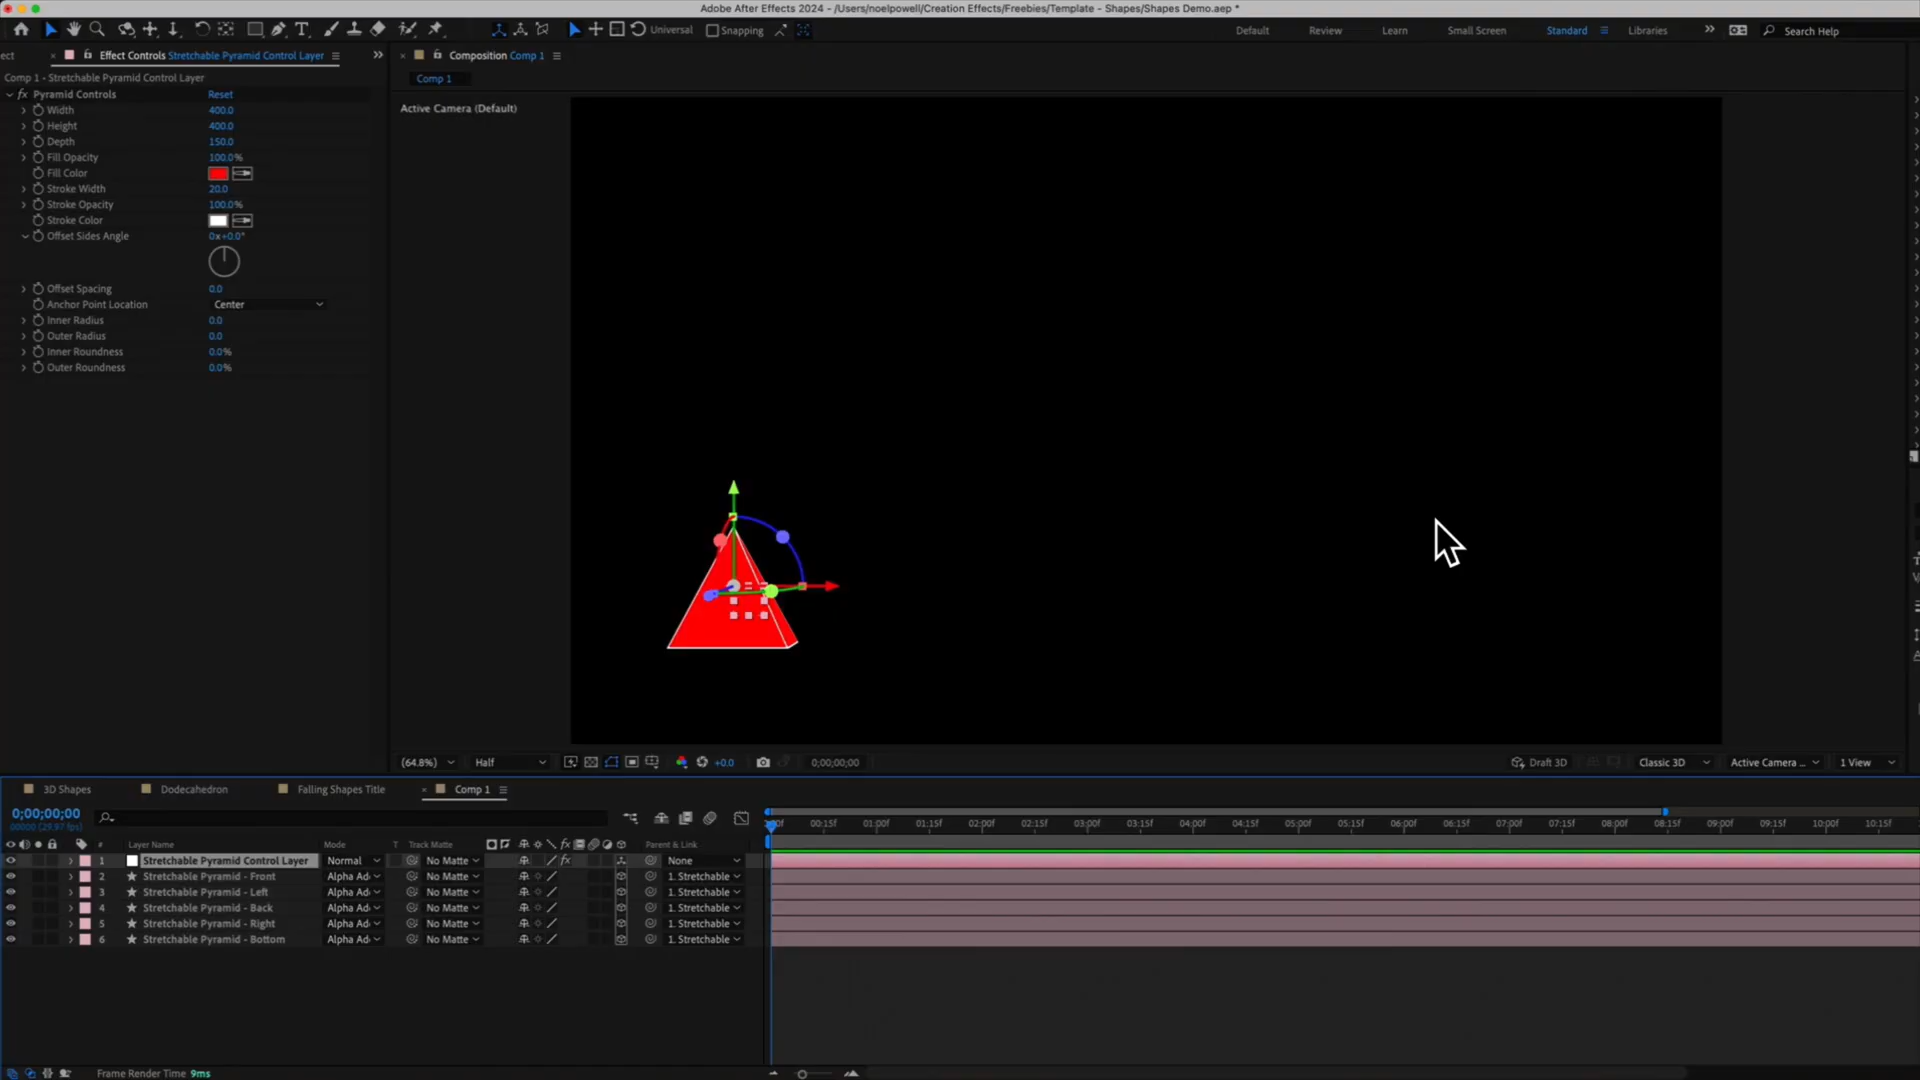 Adobe After Effects 2024 - /Users/noelpowell/Creation Effects/Freebies/Template - Shapes/Shapes Demo.aep *
Universal Snapping Default Review Learn Small Screen Standard Libraries Search Help
ect Effect Controls Stretchable Pyramid Control Layer Composition Comp 1
Comp 1 - Stretchable Pyramid Control Layer Comp 1
fx Pyramid Controls Reset
Active Camera (Default)
Width 400.0
Height 400.0
Depth 150.0
Fill Opacity 100.0%
Fill Color
Stroke Width 20.0
Stroke Opacity 100.0%
Stroke Color
Offset Sides Angle 0x+0.0°
Offset Spacing 0.0
Anchor Point Location Center
Inner Radius 0.0
Outer Radius 0.0
Inner Roundness 0.0%
Outer Roundness 0.0%
(64.8%) Half +0.0 0;00;00;00 Draft 3D Classic 3D Active Camera ... 1 View
3D Shapes Dodecahedron Falling Shapes Title Comp 1
0;00;00;00
00000 (29.97 fps)
00f 00:15f 01:00f 01:15f 02:00f 02:15f 03:00f 03:15f 04:00f 04:15f 05:00f 05:15f 06:00f 06:15f 07:00f 07:15f 08:00f 08:15f 09:00f 09:15f 10:00f 10:15f
# Layer Name Mode T Track Matte fx Parent & Link
1 Stretchable Pyramid Control Layer Normal No Matte fx None
2 Stretchable Pyramid - Front Alpha Ad No Matte 1. Stretchable
3 Stretchable Pyramid - Left Alpha Ad No Matte 1. Stretchable
4 Stretchable Pyramid - Back Alpha Ad No Matte 1. Stretchable
5 Stretchable Pyramid - Right Alpha Ad No Matte 1. Stretchable
6 Stretchable Pyramid - Bottom Alpha Ad No Matte 1. Stretchable
Frame Render Time 9ms